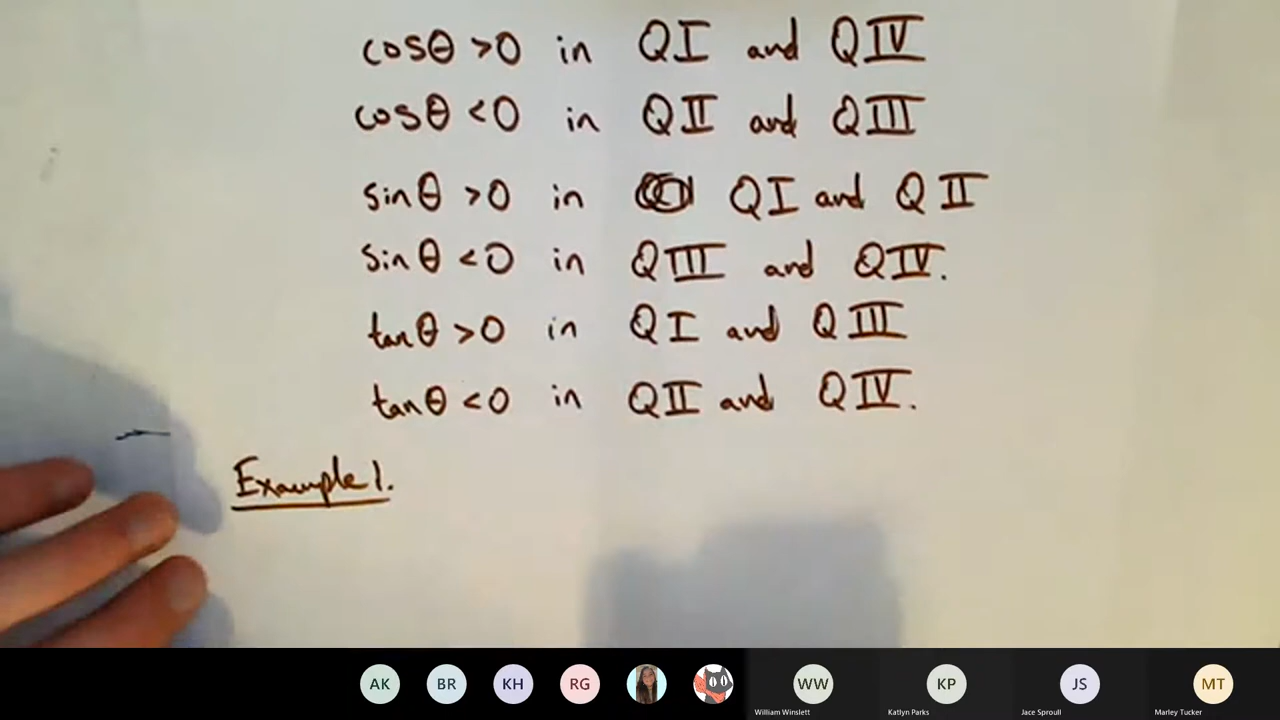 cosθ >0 in QI and QIV
cosθ <0 in QII and QIII
sinθ >0 in QI and QII
sinθ <0 in QIII and QIV.
tanθ >0 in QI and QIII
tanθ <0 in QII and QIV.
Example 1.
AK BR KH RG WW KP JS MT
William Winslett Katlyn Parks Jace Sproull Marley Tucker